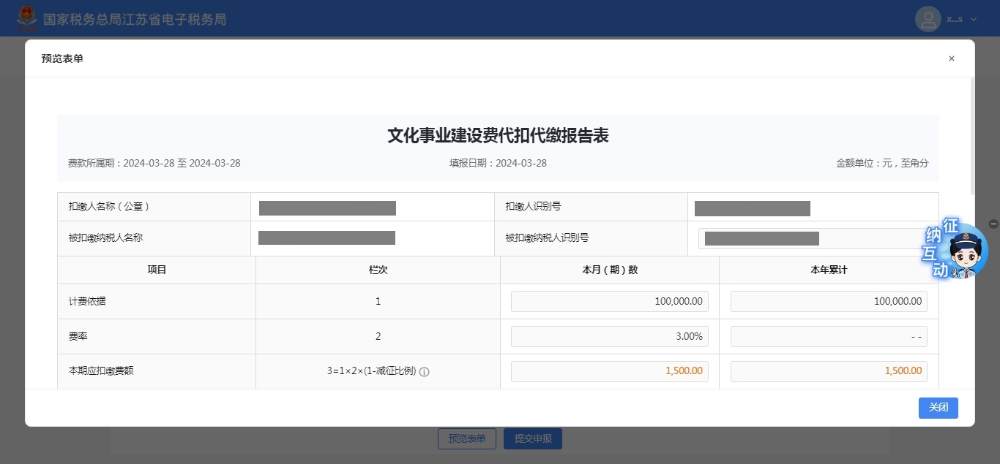 国家税务总局江苏省电子税务局
x...s
预览表单
×
文化事业建设费代扣代缴报告表
费款所属期：2024-03-28 至 2024-03-28 填报日期：2024-03-28 金额单位：元，至角分
扣缴人名称（公章） 扣缴人识别号
被扣缴纳税人名称 被扣缴纳税人识别号
项目 栏次 本月（期）数 本年累计
计费依据 1 100,000.00 100,000.00
费率 2 3.00% - -
本期应扣缴费额 3=1×2×(1-减征比例) 1,500.00 1,500.00
征纳互动
关闭
预览表单 提交申报